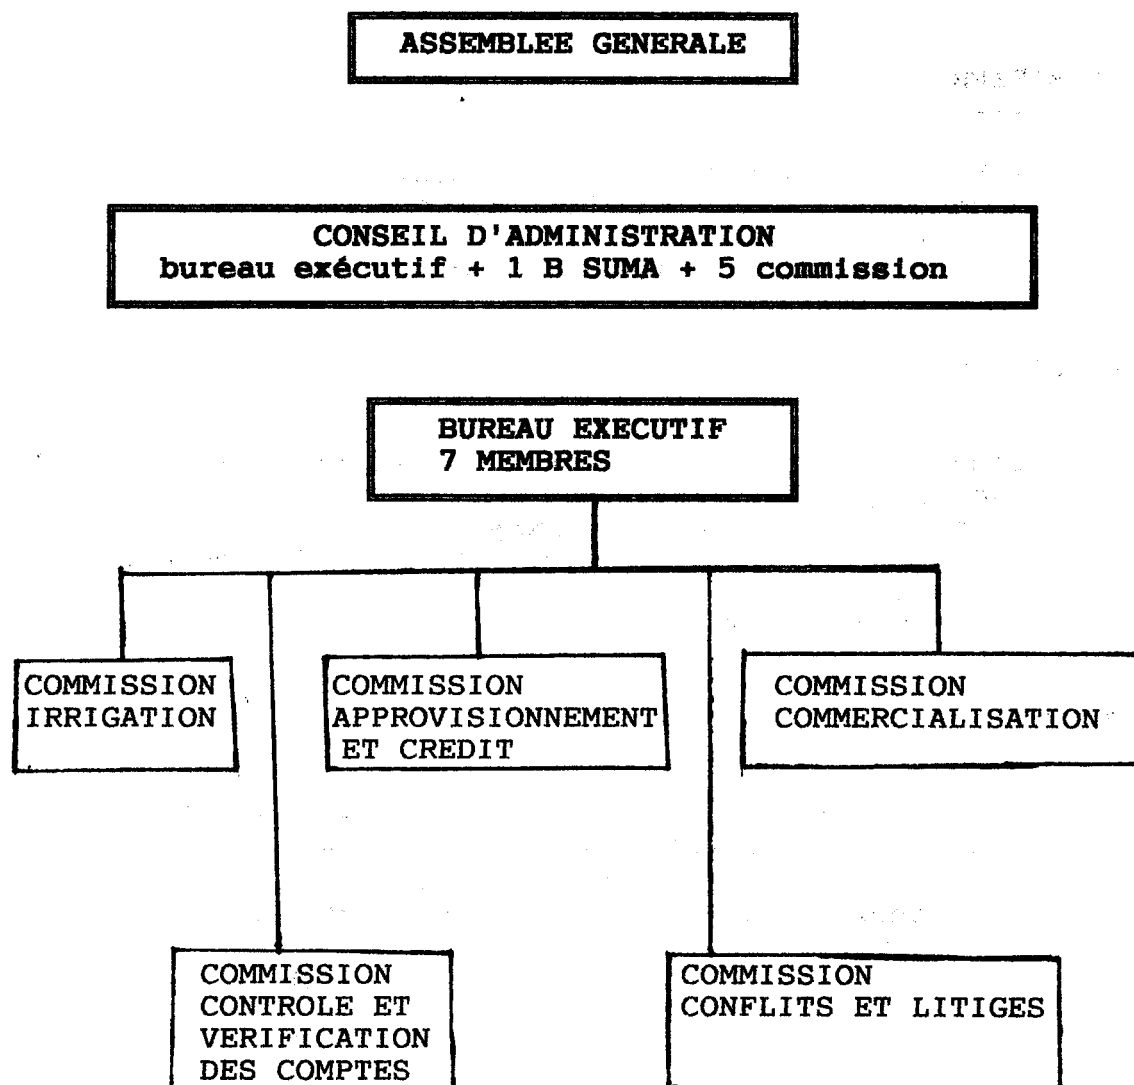 ASSEMBLEE GENERALE
CONSEIL D'ADMINISTRATION
bureau exécutif + 1 B SUMA + 5 commission
BUREAU EXECUTIF
7 MEMBRES
COMMISSION
IRRIGATION
COMMISSION
APPROVISIONNEMENT
ET CREDIT
COMMISSION
COMMERCIALISATION
COMMISSION
CONTROLE ET
VERIFICATION
DES COMPTES
COMMISSION
CONFLITS ET LITIGES